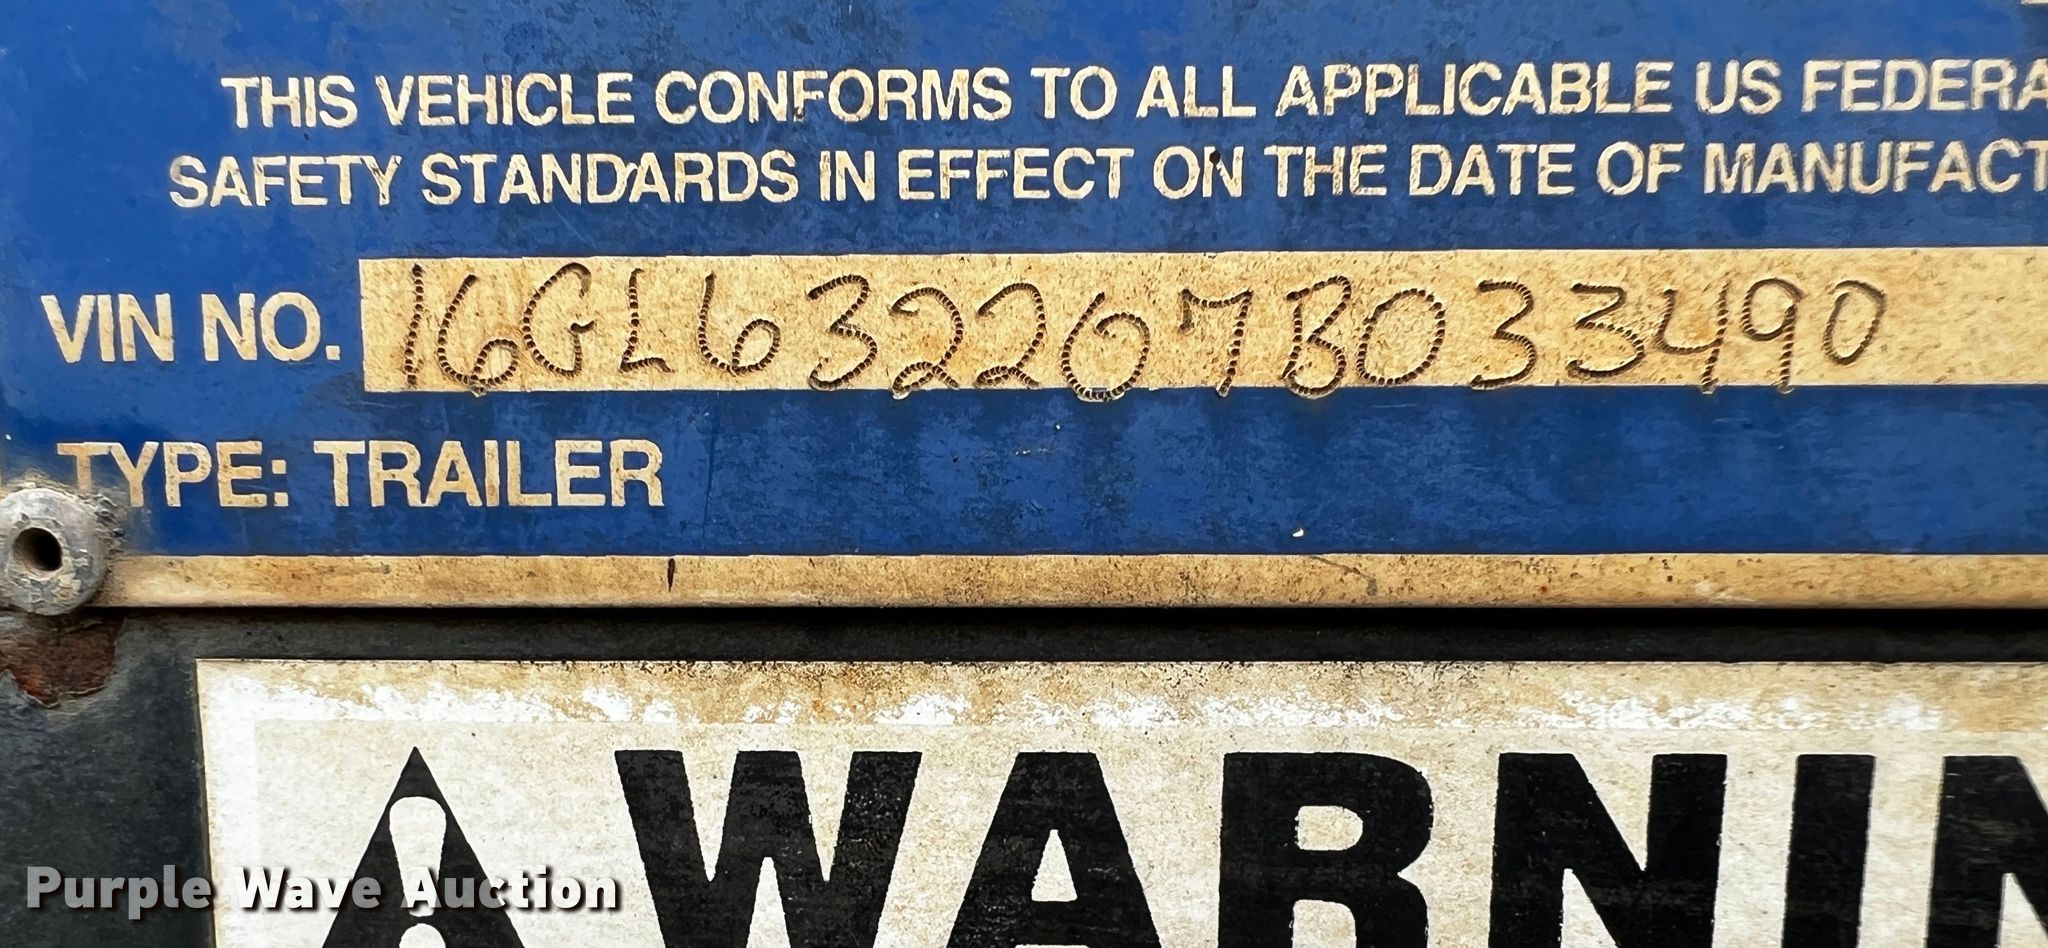 THIS VEHICLE CONFORMS TO ALL APPLICABLE US FEDERA
SAFETY STANDARDS IN EFFECT ON THE DATE OF MANUFACT
VIN NO. 16GL632207B033490
TYPE: TRAILER
WARNIN
Purple Wave Auction